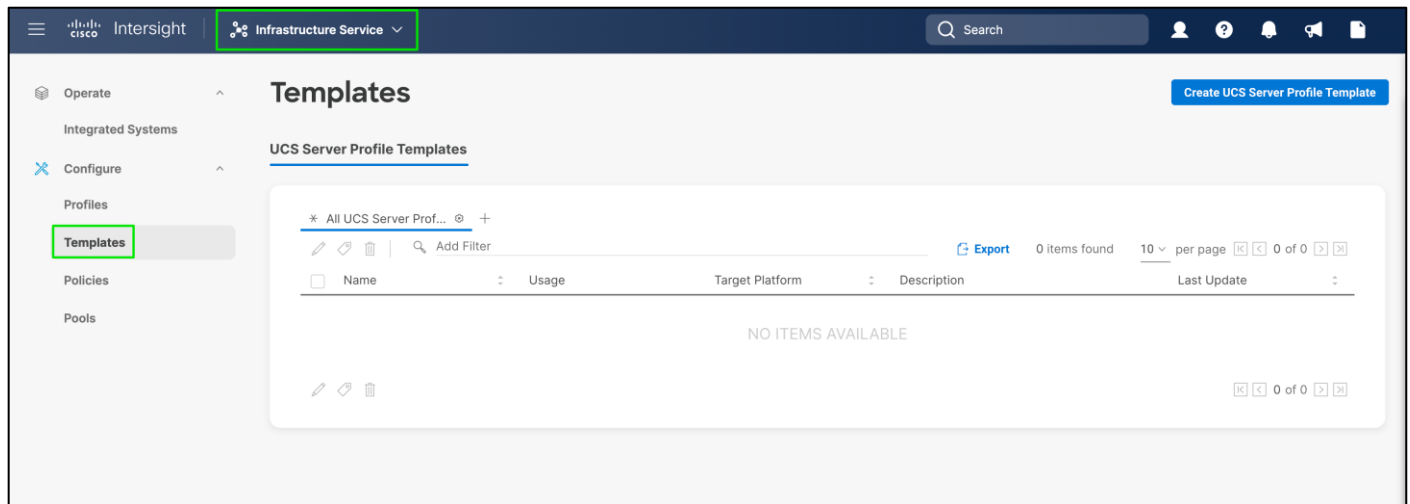 CISCO Intersight Infrastructure Service Search
Operate
Integrated Systems
Configure
Profiles
Templates
Policies
Pools
Templates
Create UCS Server Profile Template
UCS Server Profile Templates
All UCS Server Prof... +
Add Filter Export 0 items found 10 per page 0 of 0
Name Usage Target Platform Description Last Update
NO ITEMS AVAILABLE
0 of 0